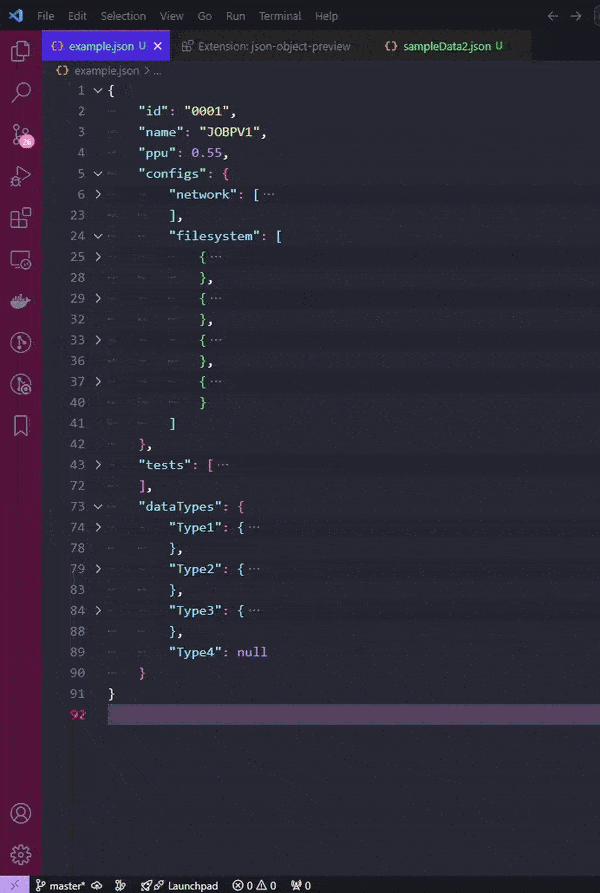 File Edit Selection View Go Run Terminal Help
example.json U Extension: json-object-preview sampleData2.json U
example.json > ...
1 {
2 "id": "0001",
3 "name": "JOBPV1",
4 "ppu": 0.55,
5 "configs": {
6 "network": [ ...
23 ],
24 "filesystem": [
25 { ...
28 },
29 { ...
32 },
33 { ...
36 },
37 { ...
40 }
41 ]
42 },
43 "tests": [ ...
72 ],
73 "dataTypes": {
74 "Type1": { ...
78 },
79 "Type2": { ...
83 },
84 "Type3": { ...
88 },
89 "Type4": null
90 }
91 }
92
26
master* Launchpad 0 0 0